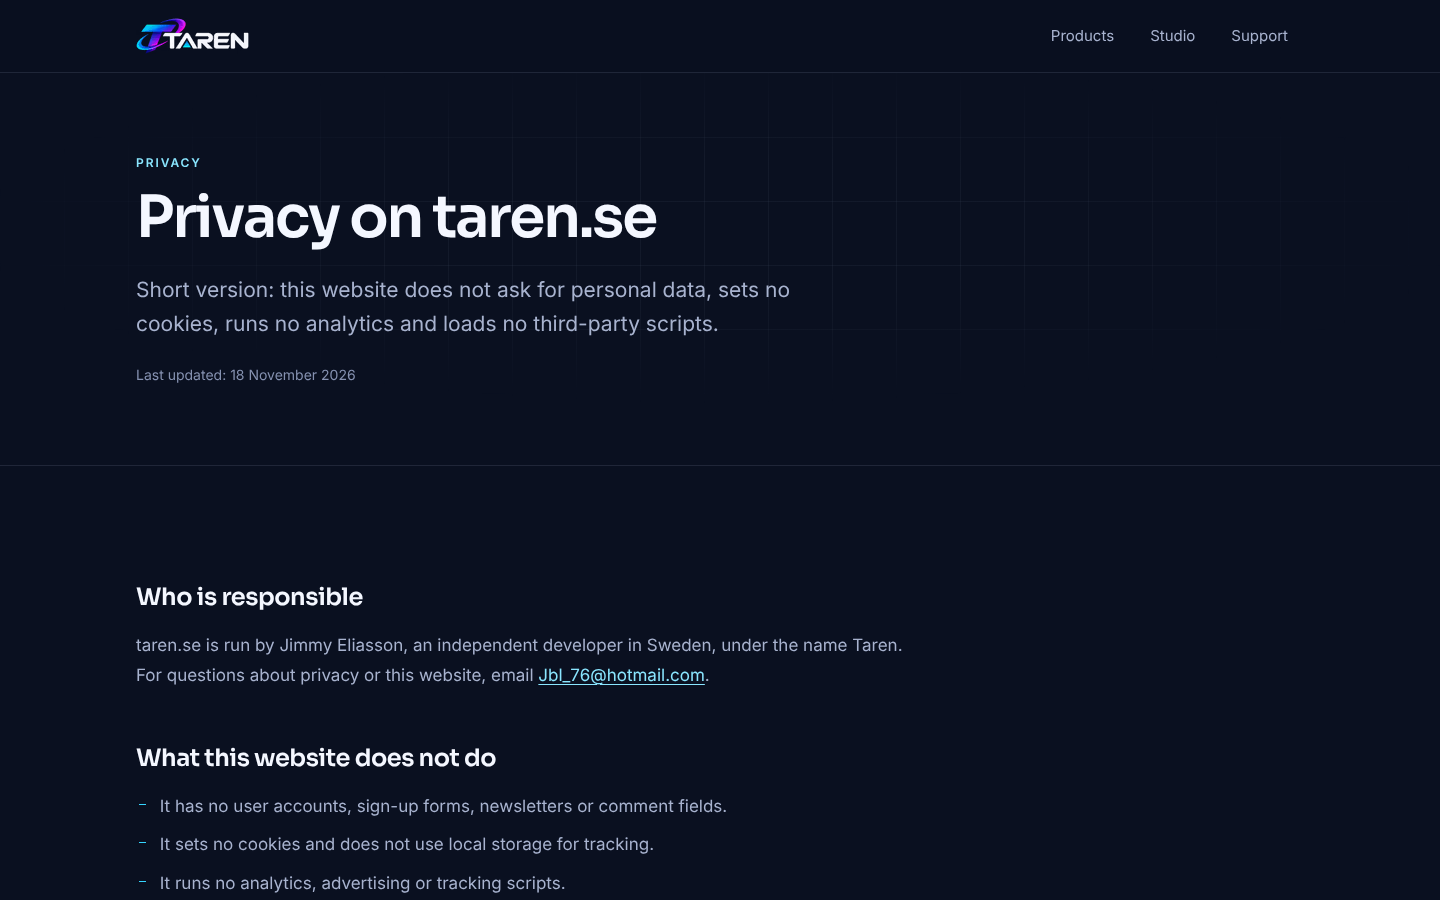 TAREN
Products
Studio
Support
PRIVACY
Privacy on taren.se
Short version: this website does not ask for personal data, sets no
cookies, runs no analytics and loads no third-party scripts.
Last updated: 18 November 2026
Who is responsible
taren.se is run by Jimmy Eliasson, an independent developer in Sweden, under the name Taren.
For questions about privacy or this website, email Jbl_76@hotmail.com.
What this website does not do
– It has no user accounts, sign-up forms, newsletters or comment fields.
– It sets no cookies and does not use local storage for tracking.
– It runs no analytics, advertising or tracking scripts.